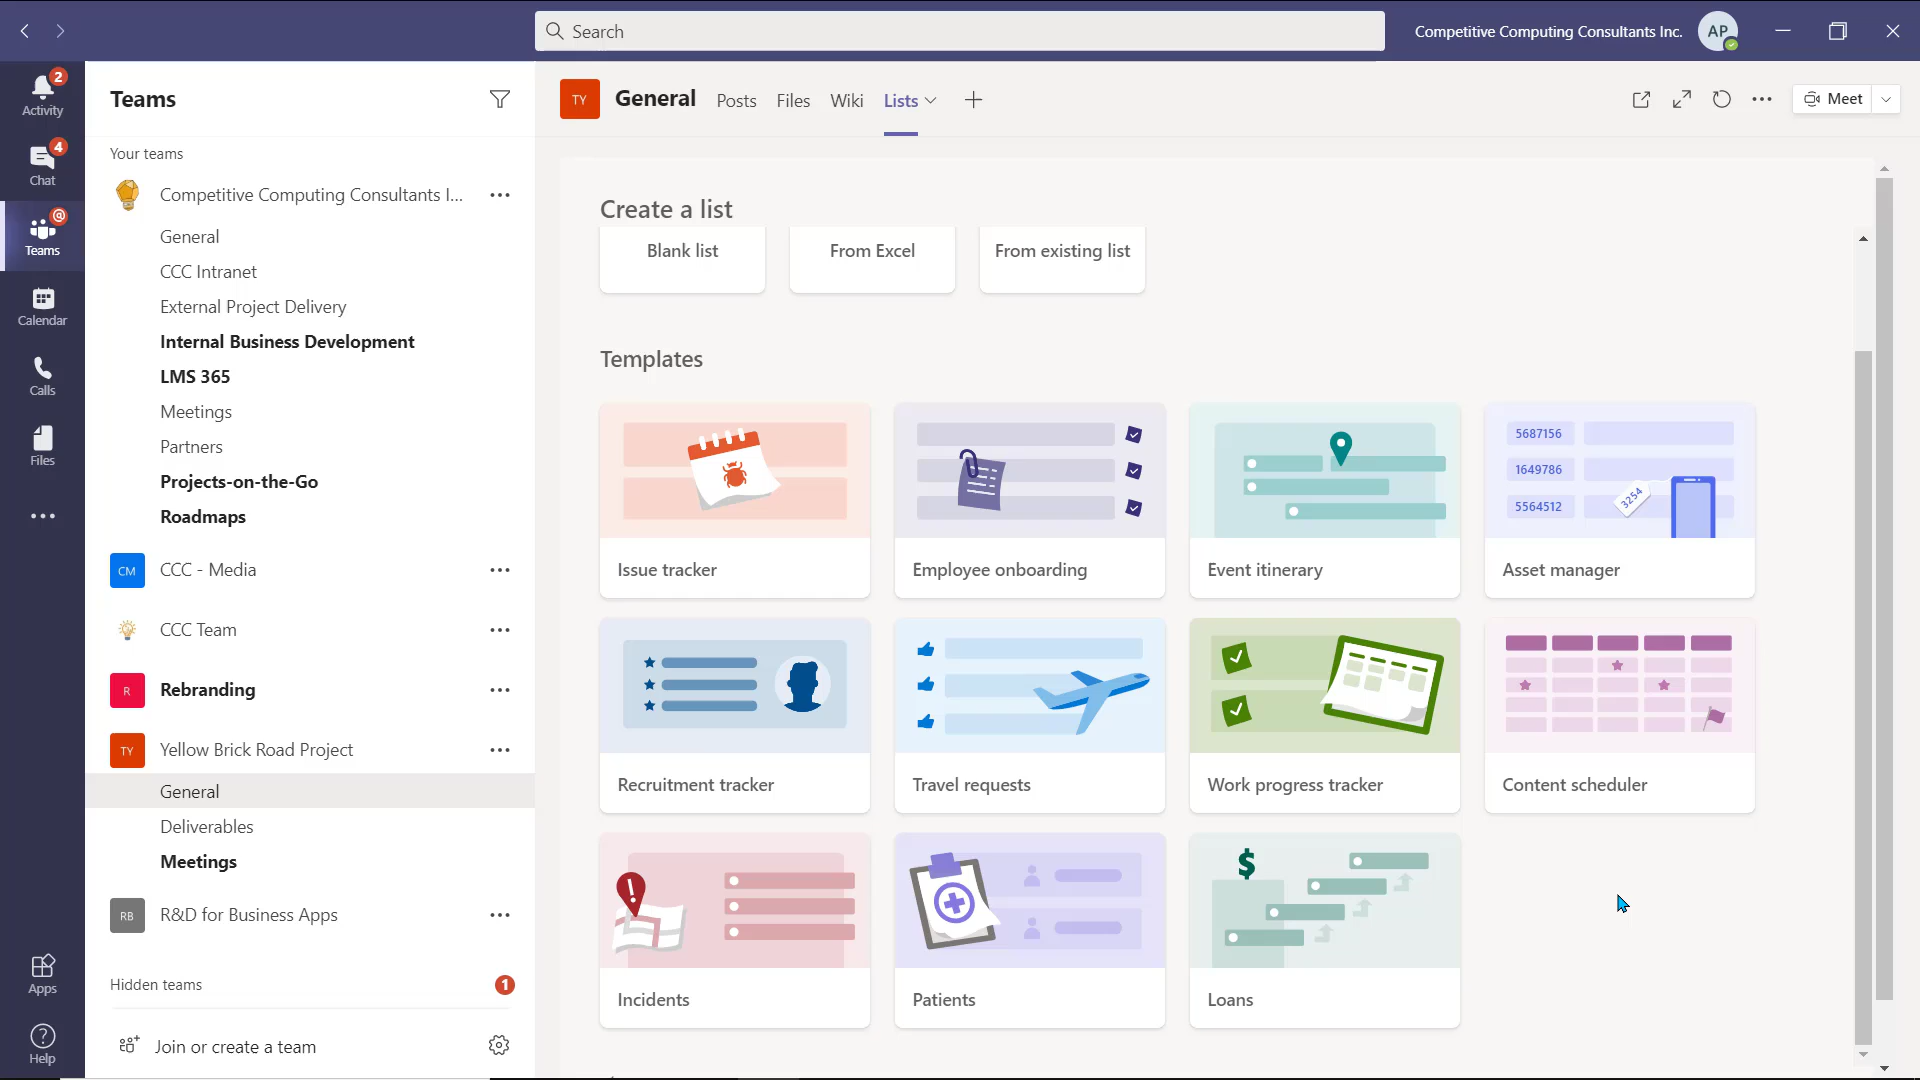 Search
Competitive Computing Consultants Inc.
AP
2
Activity
4
Chat
@
Teams
Calendar
Calls
Files
Apps
Help
Teams
Your teams
Competitive Computing Consultants I...
General
CCC Intranet
External Project Delivery
Internal Business Development
LMS 365
Meetings
Partners
Projects-on-the-Go
Roadmaps
CM
CCC - Media
CCC Team
R
Rebranding
TY
Yellow Brick Road Project
General
Deliverables
Meetings
RB
R&D for Business Apps
Hidden teams
1
Join or create a team
TY
General
Posts
Files
Wiki
Lists
Meet
Create a list
Blank list
From Excel
From existing list
Templates
5687156
1649786
5564512
3254
Issue tracker
Employee onboarding
Event itinerary
Asset manager
Recruitment tracker
Travel requests
Work progress tracker
Content scheduler
!
$
Incidents
Patients
Loans